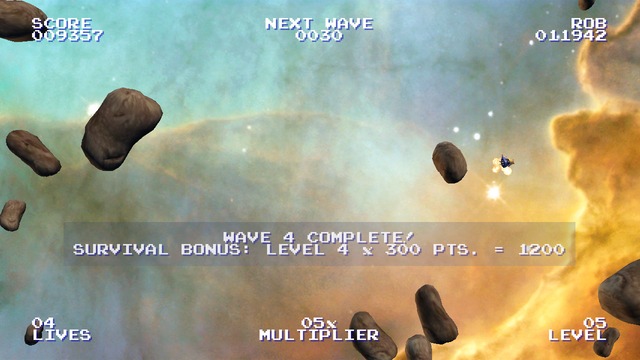 SCORE
009357
NEXT WAVE
0030
ROB
011942
WAVE 4 COMPLETE!
SURVIVAL BONUS: LEVEL 4 x 300 PTS. = 1200
04
LIVES
05x
MULTIPLIER
05
LEVEL